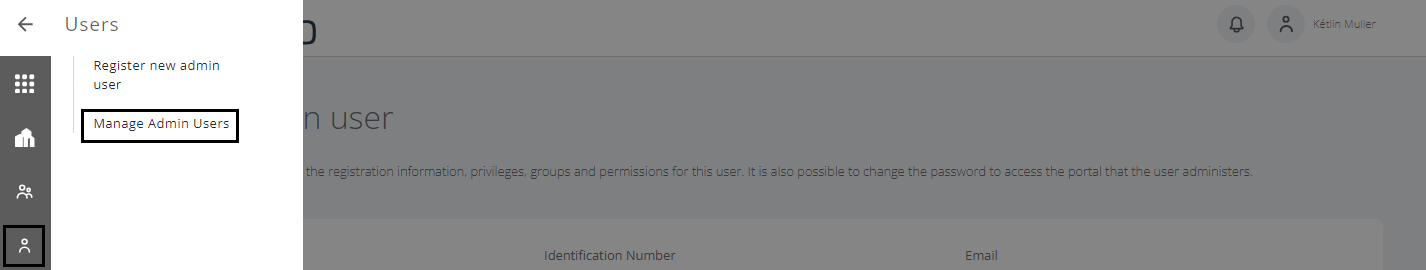 Users
Kétlin Muller
Register new admin
user
Manage Admin Users
n user
the registration information, privileges, groups and permissions for this user. It is also possible to change the password to access the portal that the user administers.
Identification Number
Email